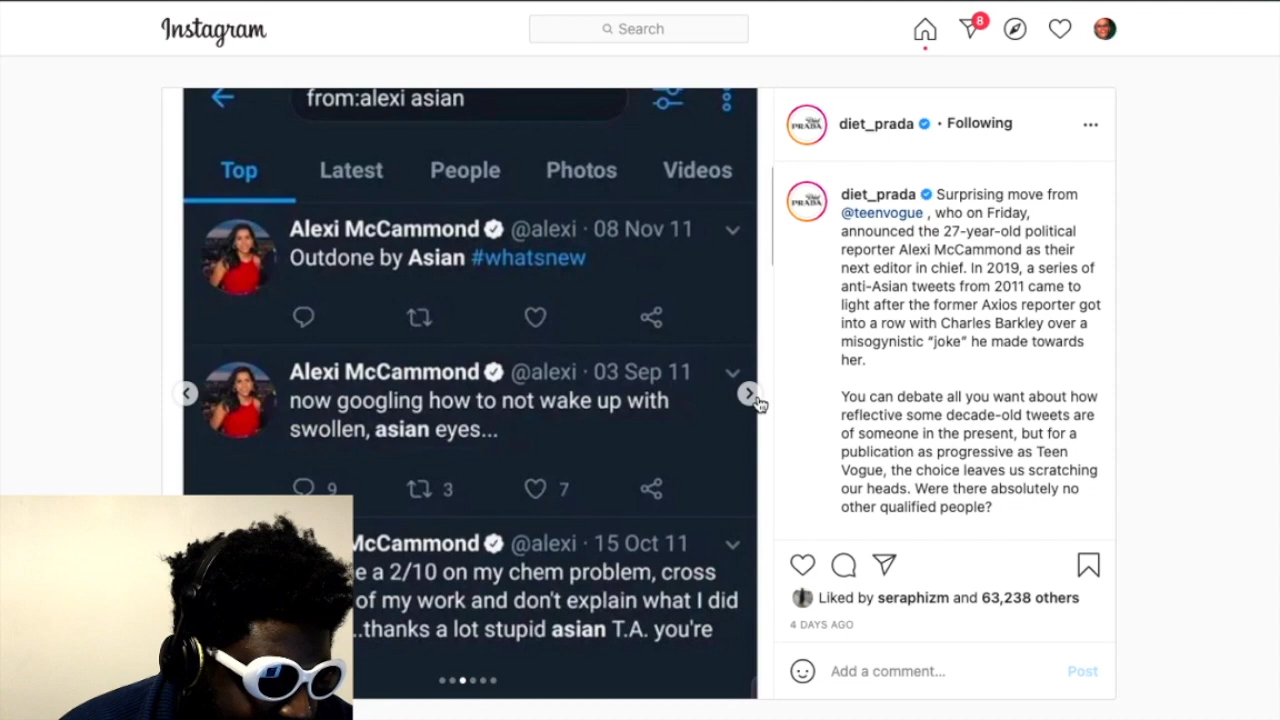 Instagram
Search
8
from:alexi asian
Top Latest People Photos Videos
Alexi McCammond @alexi · 08 Nov 11
Outdone by Asian #whatsnew
Alexi McCammond @alexi · 03 Sep 11
now googling how to not wake up with
swollen, asian eyes...
9 3 7
McCammond @alexi · 15 Oct 11
e a 2/10 on my chem problem, cross
of my work and don't explain what I did
..thanks a lot stupid asian T.A. you're
diet_prada • Following
diet_prada Surprising move from
@teenvogue , who on Friday,
announced the 27-year-old political
reporter Alexi McCammond as their
next editor in chief. In 2019, a series of
anti-Asian tweets from 2011 came to
light after the former Axios reporter got
into a row with Charles Barkley over a
misogynistic “joke” he made towards
her.
You can debate all you want about how
reflective some decade-old tweets are
of someone in the present, but for a
publication as progressive as Teen
Vogue, the choice leaves us scratching
our heads. Were there absolutely no
other qualified people?
Liked by seraphizm and 63,238 others
4 DAYS AGO
Add a comment... Post